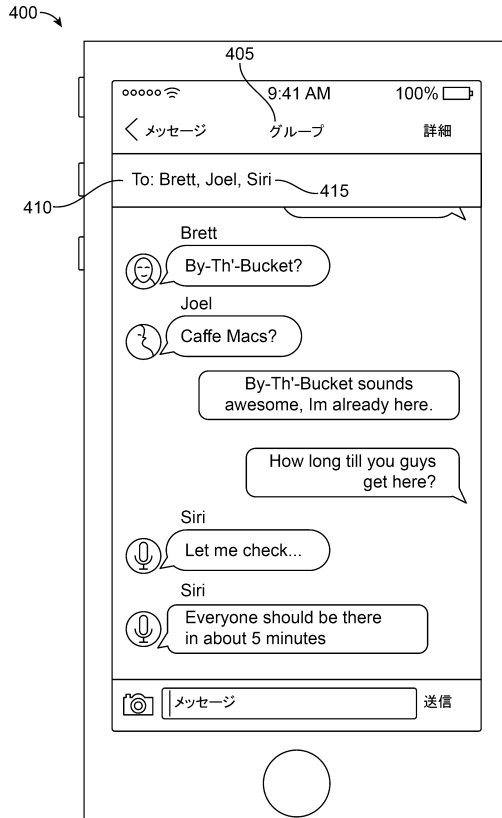 400
405
9:41 AM 100%
メッセージ グループ 詳細
410 To: Brett, Joel, Siri 415
Brett
By-Th'-Bucket?
Joel
Caffe Macs?
By-Th'-Bucket sounds
awesome, Im already here.
How long till you guys
get here?
Siri
Let me check...
Siri
Everyone should be there
in about 5 minutes
メッセージ 送信